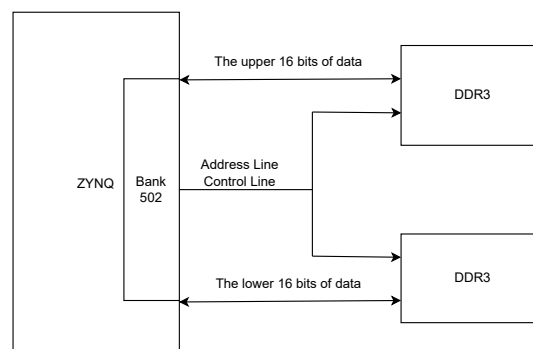 The upper 16 bits of data
DDR3
ZYNQ
Bank
502
Address Line
Control Line
The lower 16 bits of data
DDR3